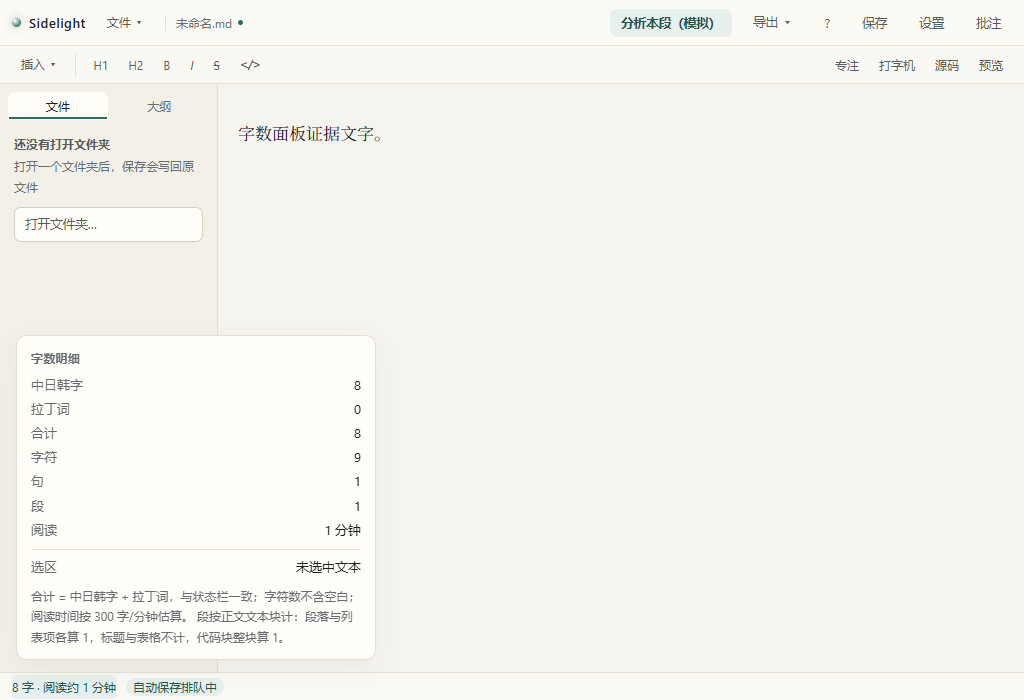 Sidelight 文件 ▾ 未命名.md ● 分析本段（模拟） 导出 ▾ ? 保存 设置 批注
插入 ▾ H1 H2 B I S </> 专注 打字机 源码 预览
文件 大纲
还没有打开文件夹
打开一个文件夹后，保存会写回原
文件
打开文件夹...
字数面板证据文字。
字数明细
中日韩字 8
拉丁词 0
合计 8
字符 9
句 1
段 1
阅读 1 分钟
选区 未选中文本
合计 = 中日韩字 + 拉丁词，与状态栏一致；字符数不含空白；
阅读时间按 300 字/分钟估算。 段按正文文本块计：段落与列
表项各算 1，标题与表格不计，代码块整块算 1。
8 字 · 阅读约 1 分钟 自动保存排队中